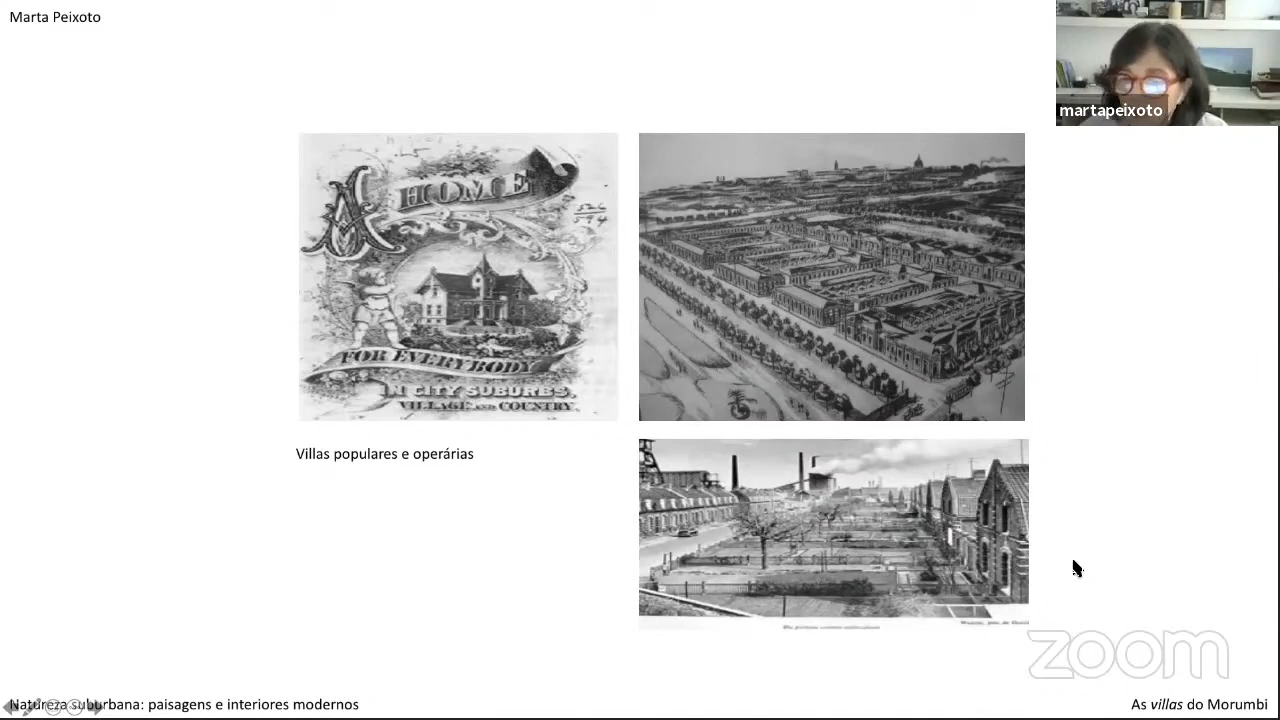 Marta Peixoto
martapeixoto
A HOME
FOR EVERYBODY
IN CITY SUBURBS,
VILLAGE AND COUNTRY.
Villas populares e operárias
zoom
Natureza suburbana: paisagens e interiores modernos
As villas do Morumbi